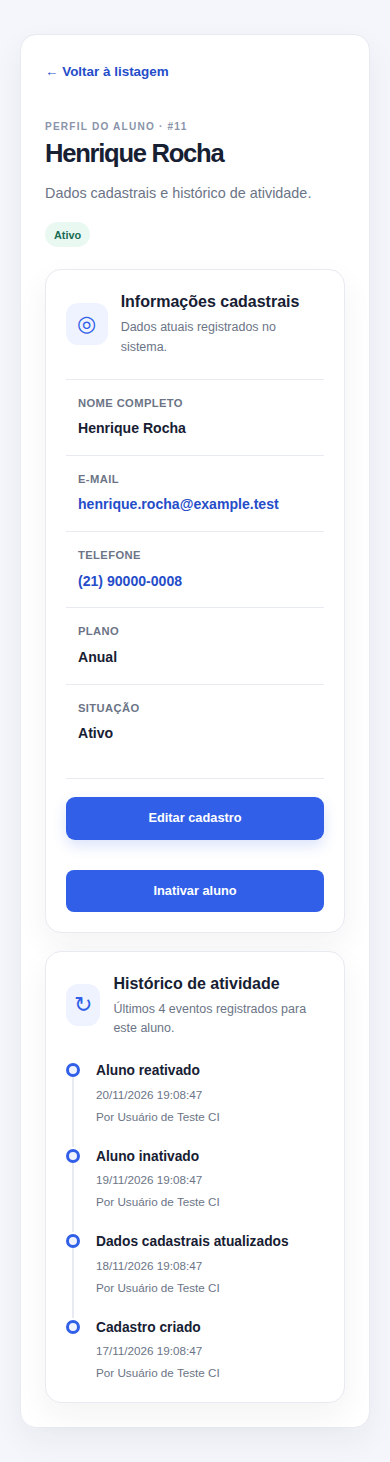 ← Voltar à listagem
PERFIL DO ALUNO · #11
Henrique Rocha
Dados cadastrais e histórico de atividade.
Ativo
Informações cadastrais
Dados atuais registrados no
sistema.
NOME COMPLETO
Henrique Rocha
E-MAIL
henrique.rocha@example.test
TELEFONE
(21) 90000-0008
PLANO
Anual
SITUAÇÃO
Ativo
Editar cadastro
Inativar aluno
Histórico de atividade
Últimos 4 eventos registrados para
este aluno.
Aluno reativado
20/11/2026 19:08:47
Por Usuário de Teste CI
Aluno inativado
19/11/2026 19:08:47
Por Usuário de Teste CI
Dados cadastrais atualizados
18/11/2026 19:08:47
Por Usuário de Teste CI
Cadastro criado
17/11/2026 19:08:47
Por Usuário de Teste CI